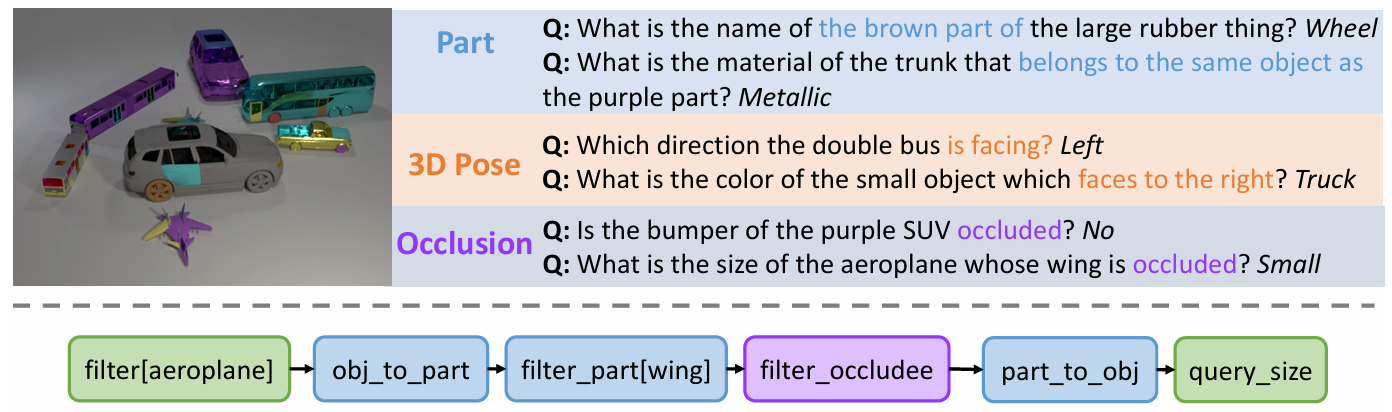 Part
Q: What is the name of the brown part of the large rubber thing? Wheel
Q: What is the material of the trunk that belongs to the same object as
the purple part? Metallic
3D Pose
Q: Which direction the double bus is facing? Left
Q: What is the color of the small object which faces to the right? Truck
Occlusion
Q: Is the bumper of the purple SUV occluded? No
Q: What is the size of the aeroplane whose wing is occluded? Small
filter[aeroplane]
obj_to_part
filter_part[wing]
filter_occludee
part_to_obj
query_size